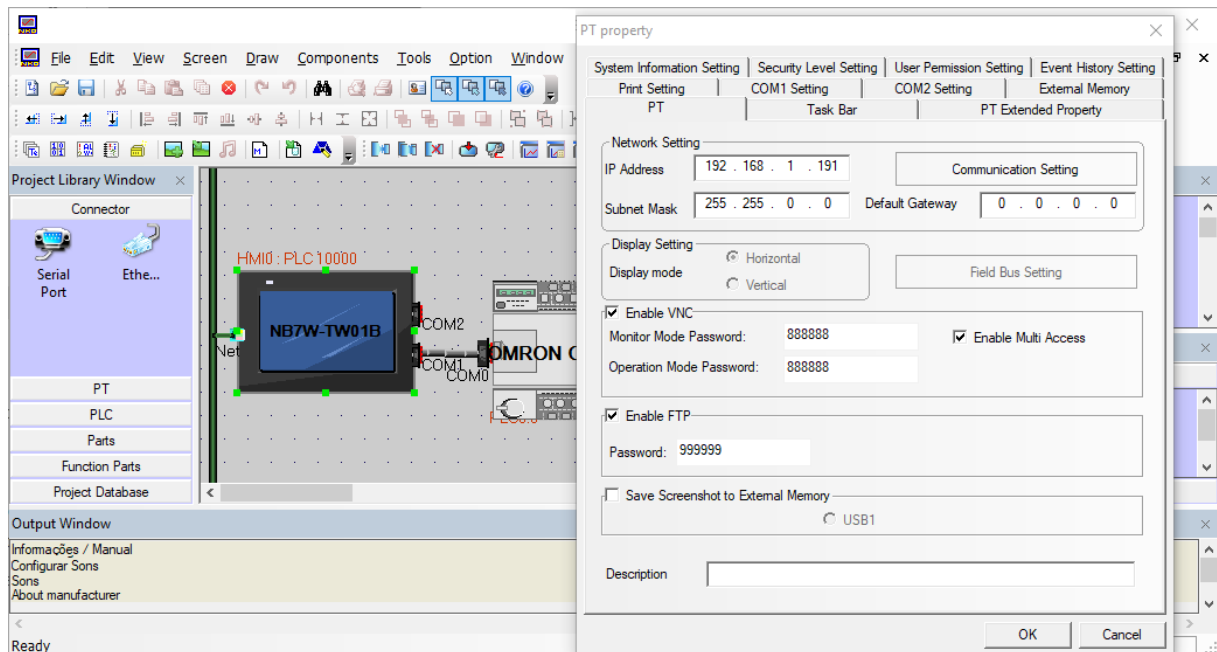 PT property
File Edit View Screen Draw Components Tools Option Window
System Information Setting Security Level Setting User Permission Setting Event History Setting
Print Setting COM1 Setting COM2 Setting External Memory
PT Task Bar PT Extended Property
Project Library Window
Connector
Serial Port
Ethe...
PT
PLC
Parts
Function Parts
Project Database
HMI0 : PLC10000
NB7W-TW01B
COM2
COM1
COM0
Net
OMRON C
Network Setting
IP Address 192 . 168 . 1 . 191 Communication Setting
Subnet Mask 255 . 255 . 0 . 0 Default Gateway 0 . 0 . 0 . 0
Display Setting
Display mode Horizontal
Vertical
Field Bus Setting
Enable VNC
Monitor Mode Password: 888888 Enable Multi Access
Operation Mode Password: 888888
Enable FTP
Password: 999999
Save Screenshot to External Memory
USB1
Description
OK Cancel
Output Window
Informações / Manual
Configurar Sons
Sons
About manufacturer
Ready